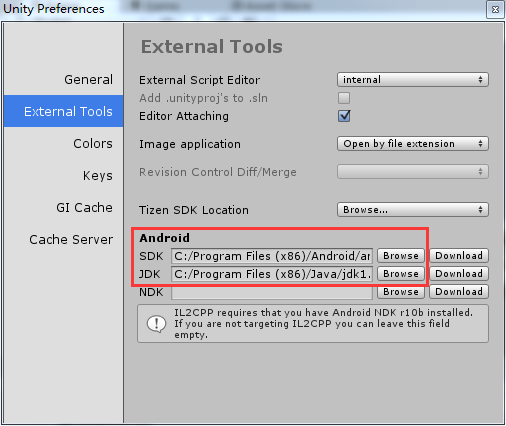 Unity Preferences
External Tools
General
External Tools
Colors
Keys
GI Cache
Cache Server
External Script Editor
internal
Add .unityproj's to .sln
Editor Attaching
Image application
Open by file extension
Revision Control Diff/Merge
Tizen SDK Location
Browse...
Android
SDK C:/Program Files (x86)/Android/ar Browse Download
JDK C:/Program Files (x86)/Java/jdk1. Browse Download
NDK Browse Download
IL2CPP requires that you have Android NDK r10b installed.
If you are not targeting IL2CPP you can leave this field
empty.